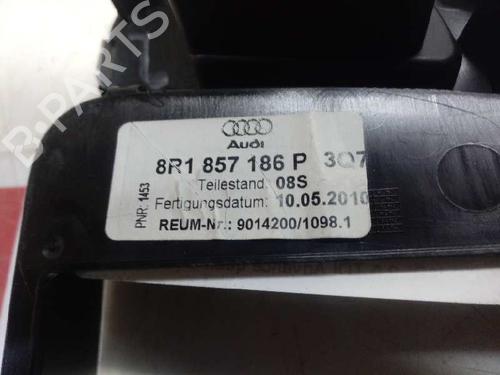 Audi
8R1 857 186 P 3Q7
Teilestand: 08S
Fertigungsdatum: 10.05.2010
REUM-Nr.: 9014200/1098.1
PNR: 1453
B-PARTS